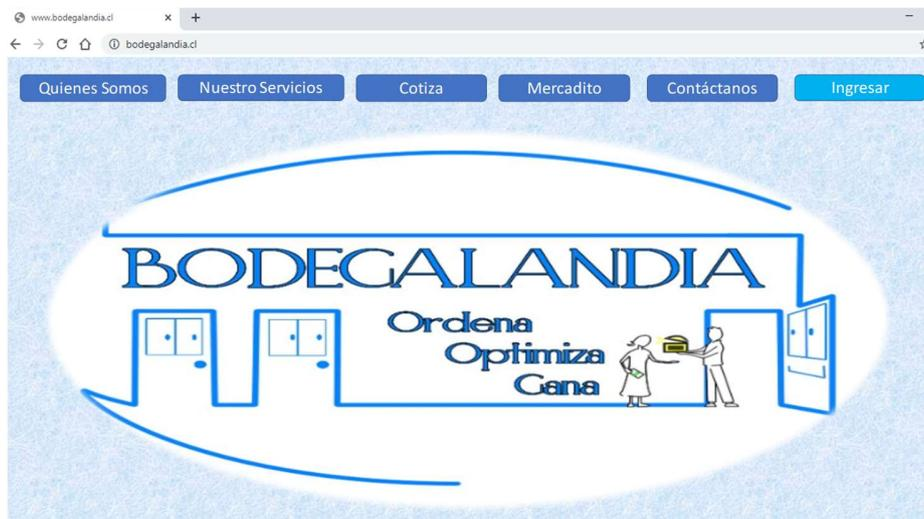 www.bodegalandia.cl
bodegalandia.cl
Quienes Somos Nuestro Servicios Cotiza Mercadito Contáctanos Ingresar
BODEGALANDIA
Ordena
Optimiza
Gana